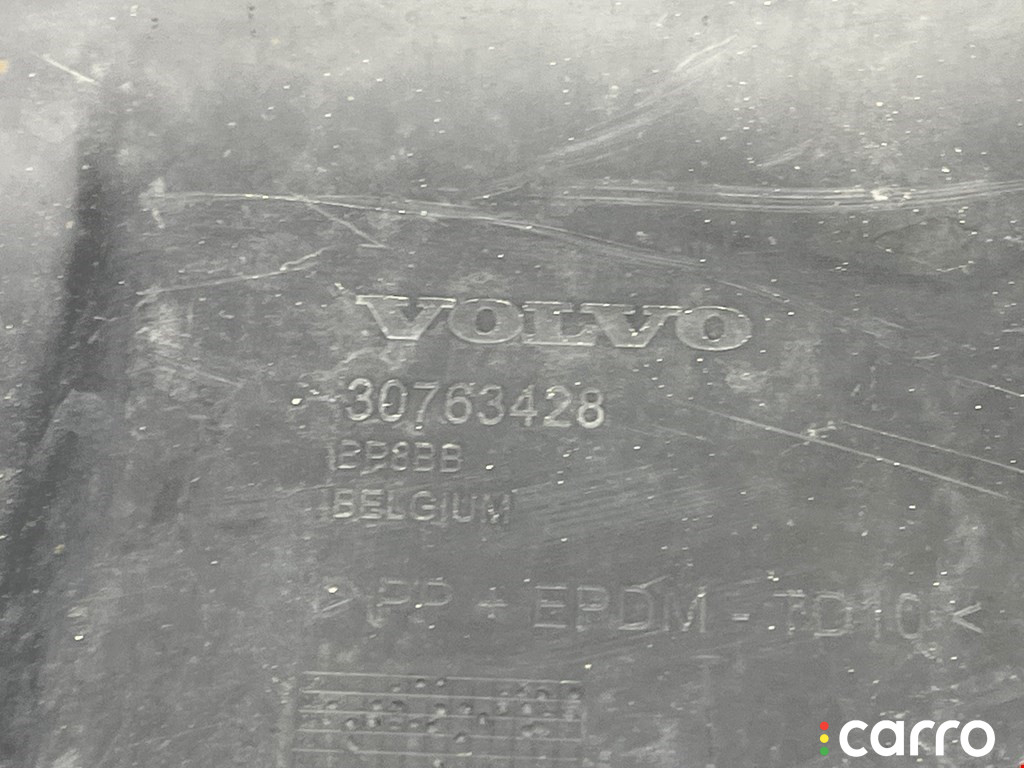 VOLVO
30763428
BP8BB
BELGIUM
>PP + EPDM - TD10<
carro